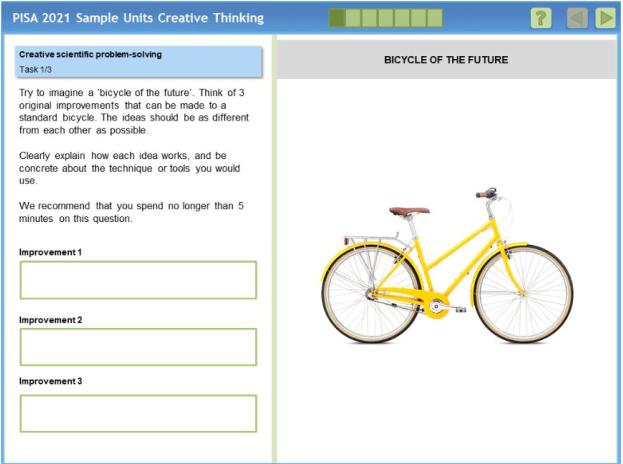 PISA 2021 Sample Units Creative Thinking
?
Creative scientific problem-solving
Task 1/3
Try to imagine a 'bicycle of the future'. Think of 3
original improvements that can be made to a
standard bicycle. The ideas should be as different
from each other as possible.
Clearly explain how each idea works, and be
concrete about the technique or tools you would
use.
We recommend that you spend no longer than 5
minutes on this question.
Improvement 1
Improvement 2
Improvement 3
BICYCLE OF THE FUTURE